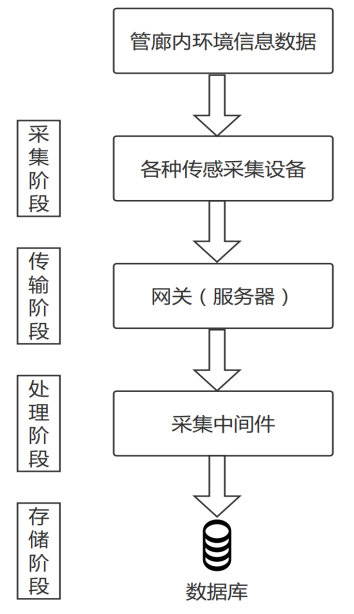 管廊内环境信息数据
采集阶段
各种传感采集设备
传输阶段
网关（服务器）
处理阶段
采集中间件
存储阶段
数据库